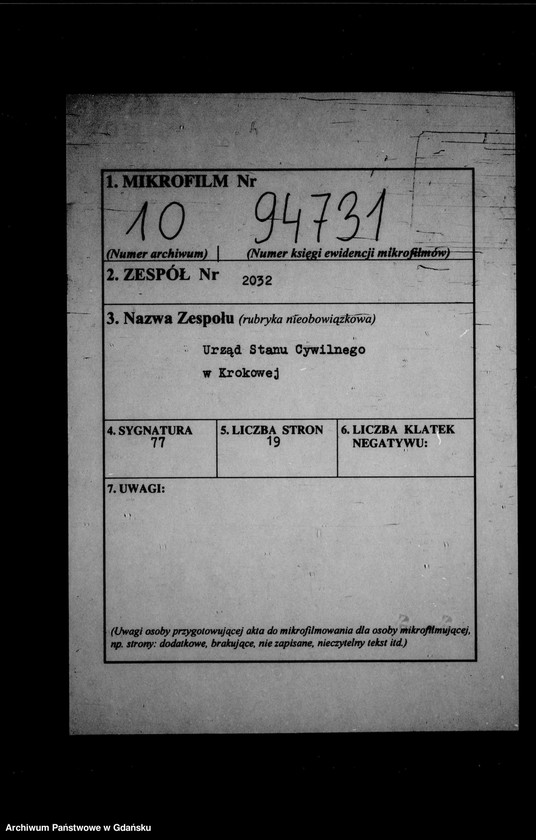 1. MIKROFILM Nr
10 94731
(Numer archiwum) (Numer księgi ewidencji mikrofilmów)
2. ZESPÓŁ Nr 2032
3. Nazwa Zespołu (rubryka nieobowiązkowa)
Urząd Stanu Cywilnego
w Krokowej
4. SYGNATURA
77
5. LICZBA STRON
19
6. LICZBA KLATEK
NEGATYWU:
7. UWAGI:
(Uwagi osoby przygotowującej akta do mikrofilmowania dla osoby mikrofilmującej,
np. strony: dodatkowe, brakujące, nie zapisane, nieczytelny tekst itd.)
Archiwum Państwowe w Gdańsku